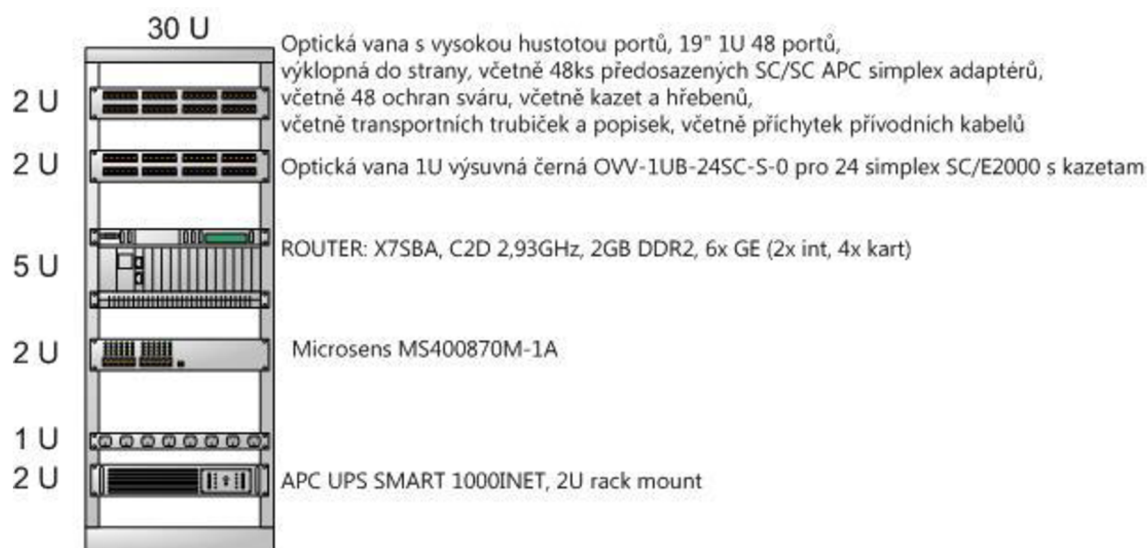 30 U
Optická vana s vysokou hustotou portů, 19" 1U 48 portů,
výklopná do strany, včetně 48ks předosazených SC/SC APC simplex adaptérů,
včetně 48 ochran sváru, včetně kazet a hřebenů,
včetně transportních trubiček a popisek, včetně příchytek přívodních kabelů
2 U
2 U
Optická vana 1U výsuvná černá OVV-1UB-24SC-S-0 pro 24 simplex SC/E2000 s kazetam
5 U
ROUTER: X7SBA, C2D 2,93GHz, 2GB DDR2, 6x GE (2x int, 4x kart)
2 U
Microsens MS400870M-1A
1 U
2 U
APC UPS SMART 1000INET, 2U rack mount